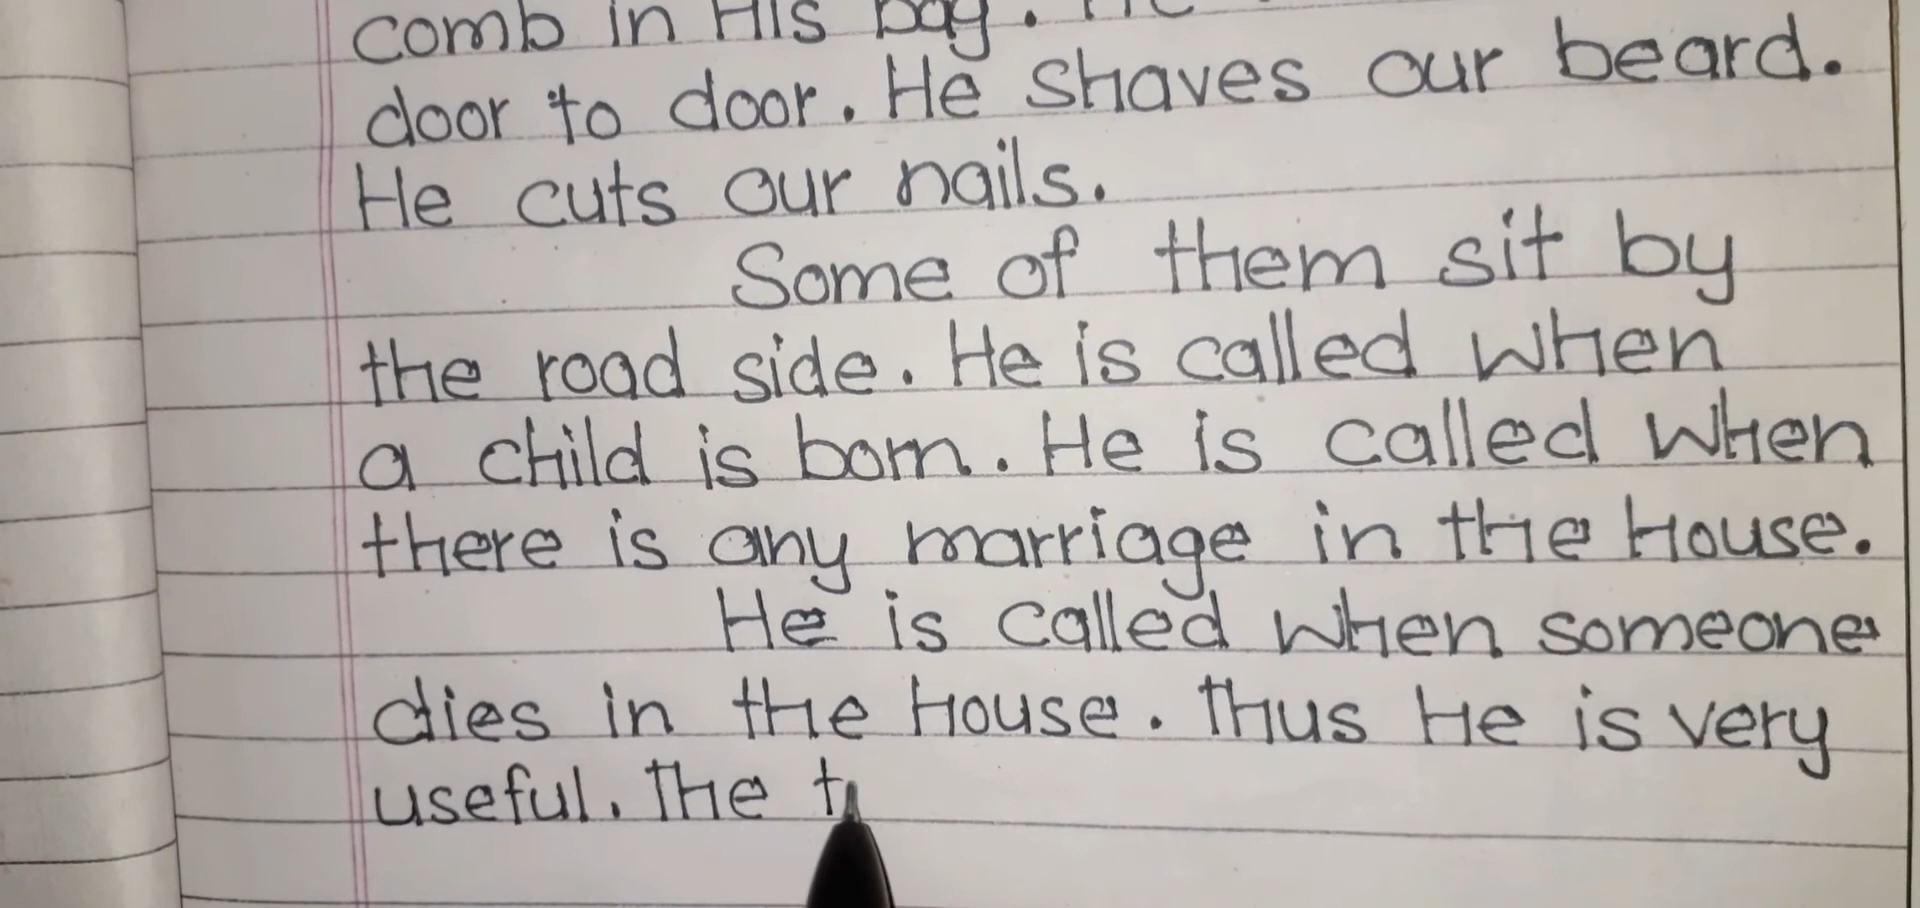 comb in His bag. He
door to door. He shaves our beard.
He cuts our nails.
Some of them sit by
the road side. He is called when
a child is born. He is called when
there is any marriage in the House.
He is called when someone
dies in the House. Thus He is very
useful. The t